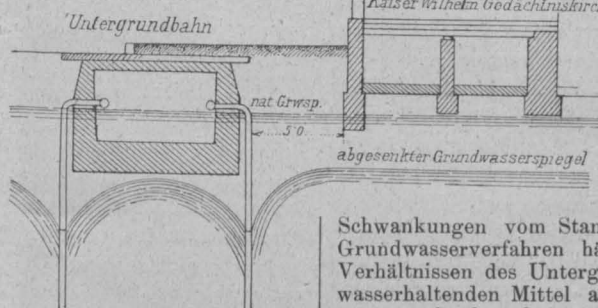 Kaiser Wilhelm Gedächtniskirc
Untergrundbahn
nat. Grwsp.
5'0
abgesenkter Grundwasserspiegel
Schwankungen vom Stan
Grundwasserverfahren hä
Verhältnissen des Unterg
wasserhaltenden Mittel a